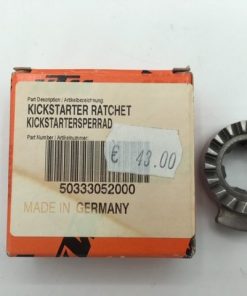 Part Description / Artikelbezeichnung
KICKSTARTER RATCHET
KICKSTARTERSPERRAD
Part Number / Artikelnummer:
€ 43.00
50333052000
MADE IN GERMANY